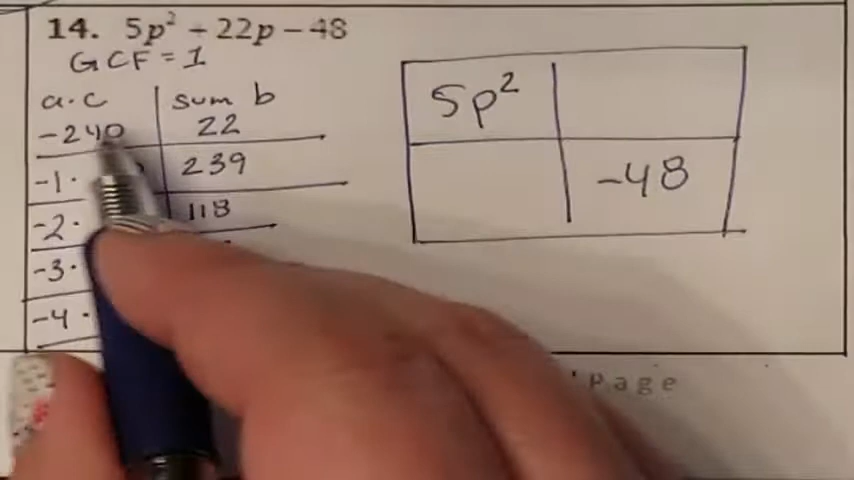 14. 5p² + 22p - 48
GCF = 1
a·c sum b
-240 22
-1· 239
-2· 118
-3·
-4·
5p²
-48
Page